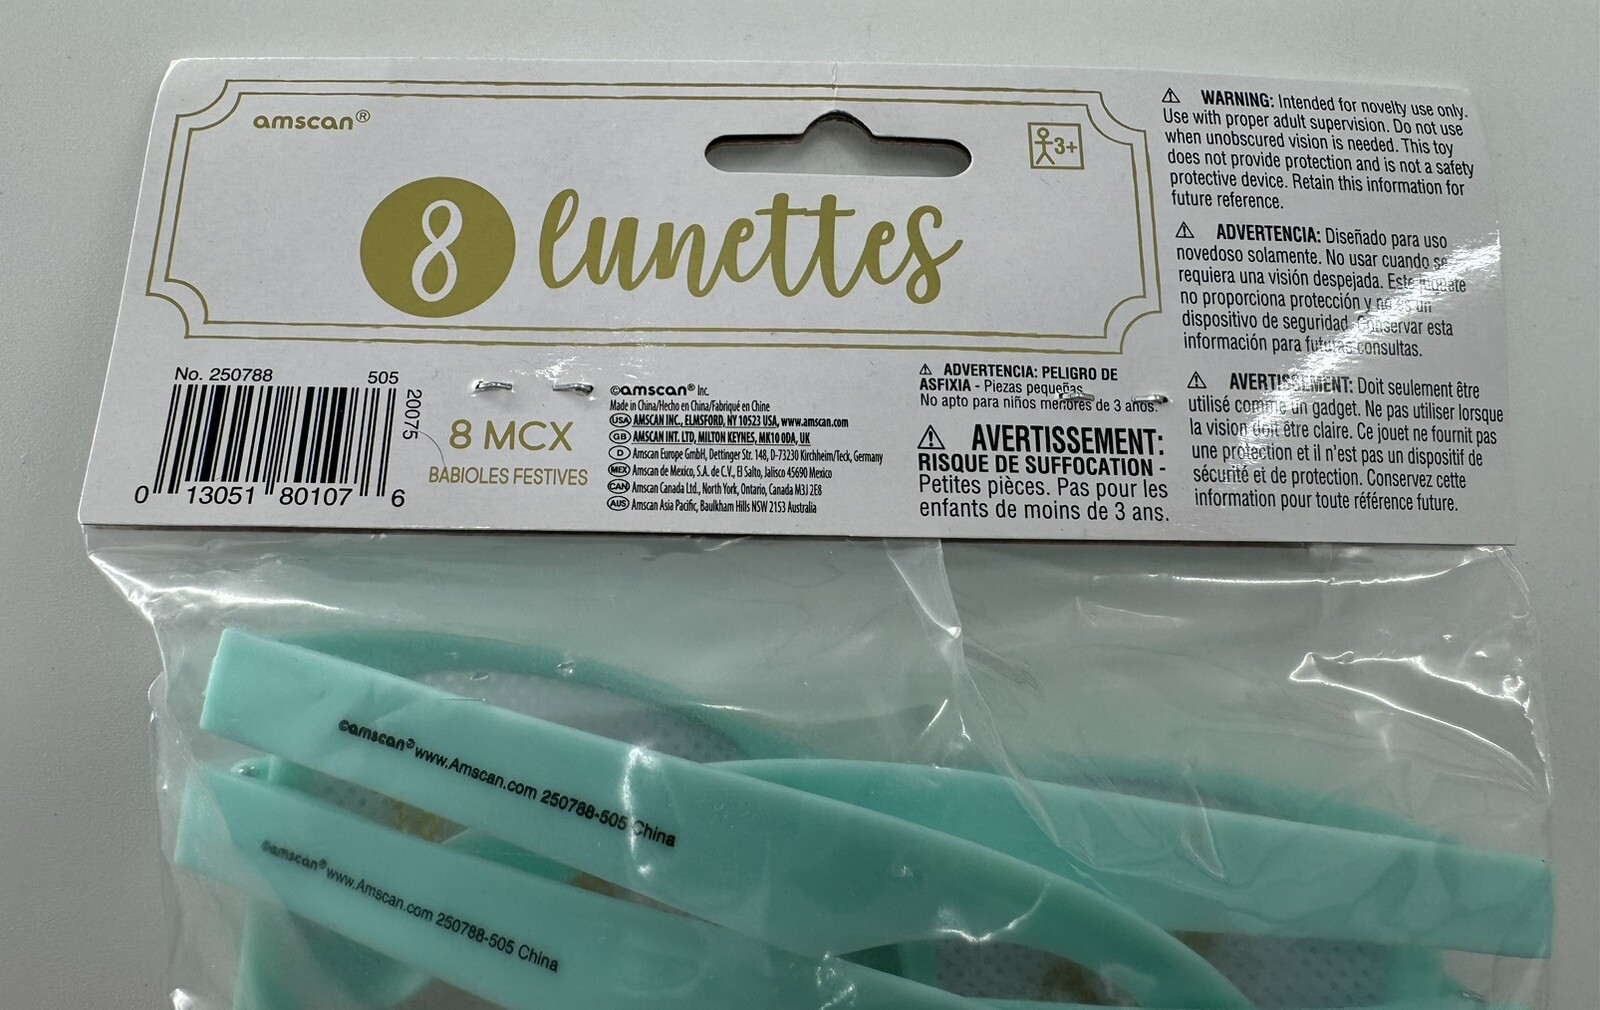 amscan®
3+
8 lunettes
No. 250788 505
20075
0 13051 80107 6
8 MCX
BABIOLES FESTIVES
©amscan® Inc.
Made in China/Hecho en China/Fabriqué en Chine
USA AMSCAN INC., ELMSFORD, NY 10523 USA, www.amscan.com
GB AMSCAN INT. LTD, MILTON KEYNES, MK10 0DA, UK
D Amscan Europe GmbH, Dettinger Str. 148, D-73230 Kirchheim/Teck, Germany
MEX Amscan de Mexico, S.A. de C.V., El Salto, Jalisco 45690 Mexico
CAN Amscan Canada Ltd., North York, Ontario, Canada M3J 2E8
AUS Amscan Asia Pacific, Baulkham Hills NSW 2153 Australia
⚠ ADVERTENCIA: PELIGRO DE
ASFIXIA - Piezas pequeñas.
No apto para niños menores de 3 años.
⚠ AVERTISSEMENT:
RISQUE DE SUFFOCATION -
Petites pièces. Pas pour les
enfants de moins de 3 ans.
⚠ WARNING: Intended for novelty use only.
Use with proper adult supervision. Do not use
when unobscured vision is needed. This toy
does not provide protection and is not a safety
protective device. Retain this information for
future reference.
⚠ ADVERTENCIA: Diseñado para uso
novedoso solamente. No usar cuando se
requiera una visión despejada. Este juguete
no proporciona protección y no es un
dispositivo de seguridad. Conservar esta
información para futuras consultas.
⚠ AVERTISSEMENT: Doit seulement être
utilisé comme un gadget. Ne pas utiliser lorsque
la vision doit être claire. Ce jouet ne fournit pas
une protection et il n'est pas un dispositif de
sécurité et de protection. Conservez cette
information pour toute référence future.
©amscan® www.Amscan.com 250788-505 China
©amscan® www.Amscan.com 250788-505 China